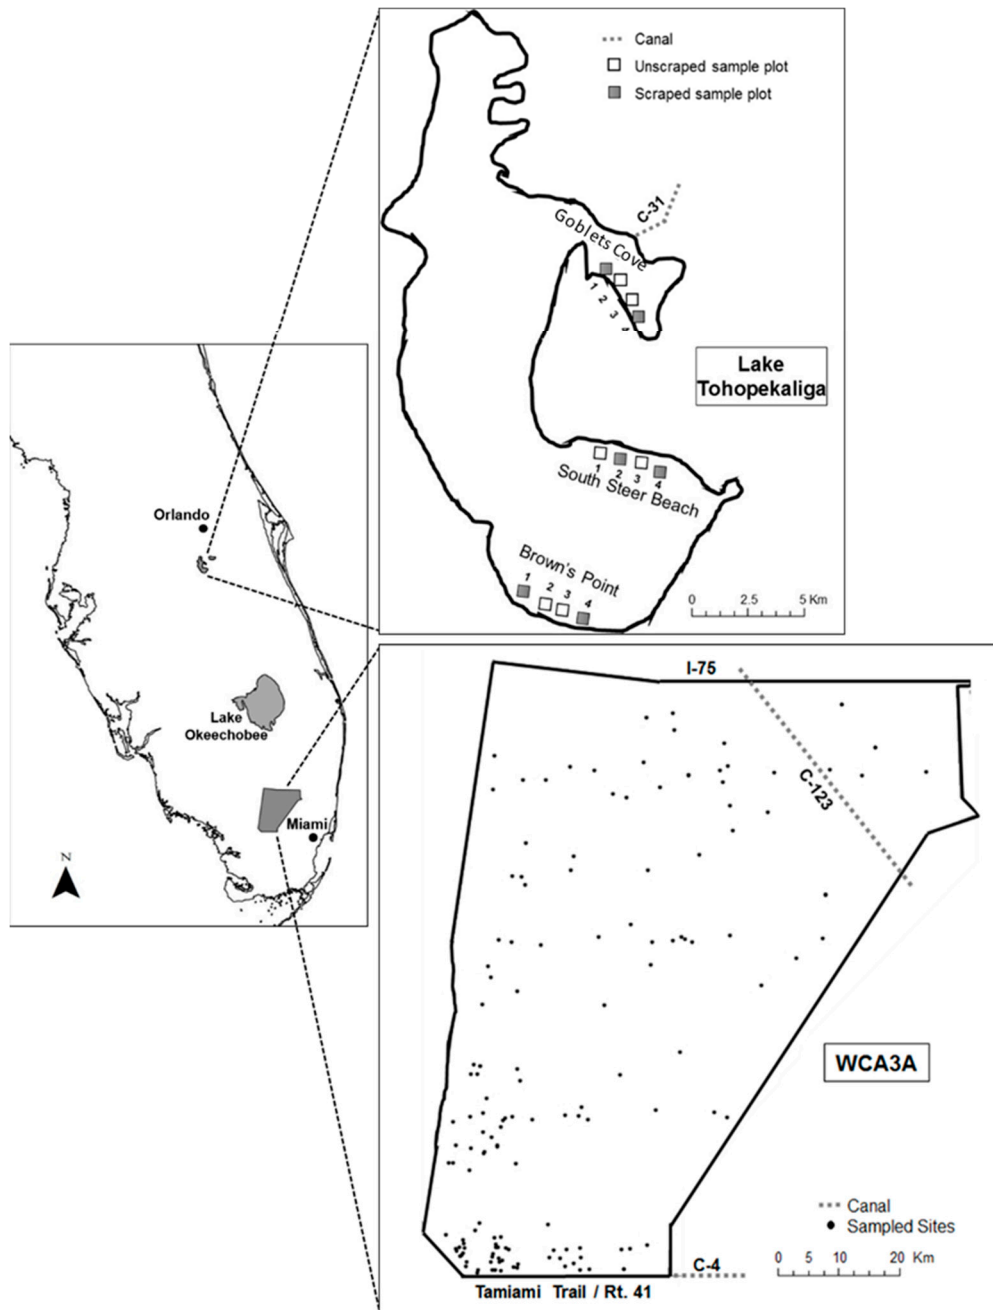 Canal
Unscraped sample plot
Scraped sample plot
C-31
Goblets Cove
1
2
3
Lake
Tohopekaliga
1 2 3 4
South Steer Beach
Brown's Point
1 2 3 4
0 2.5 5 Km
Orlando
Lake
Okeechobee
Miami
N
I-75
C-123
WCA3A
Canal
Sampled Sites
0 5 10 20 Km
C-4
Tamiami Trail / Rt. 41